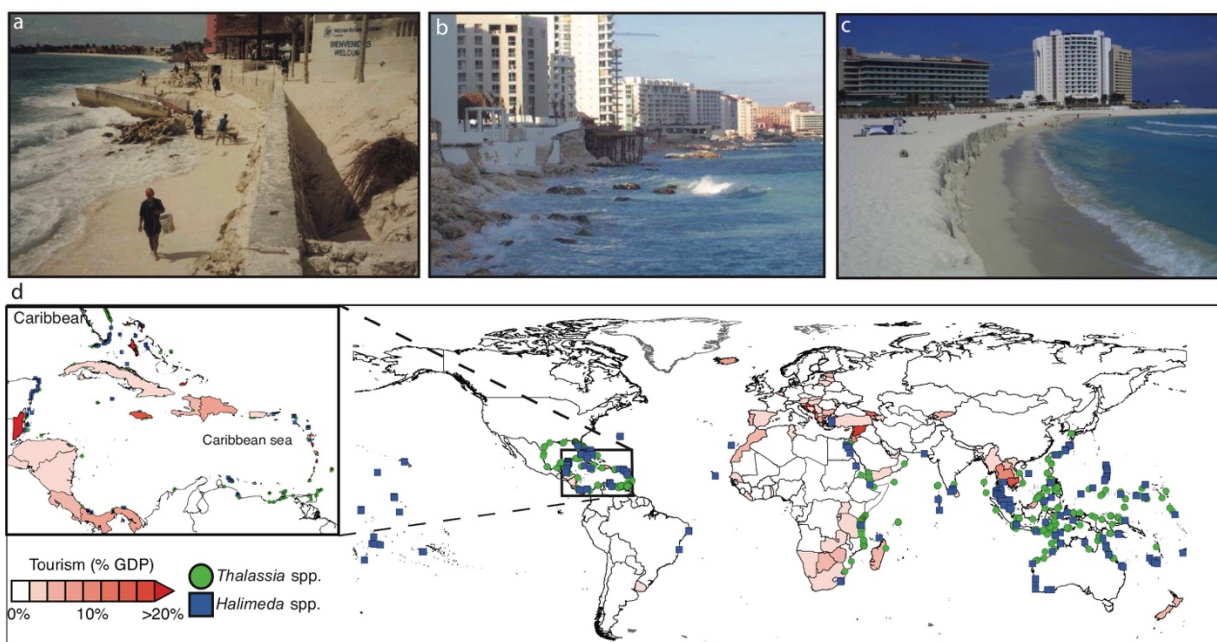 a
b
c
BIENVENIDOS
WELCOME
d
Caribbean
Caribbean sea
Tourism (% GDP)
0%
10%
>20%
Thalassia spp.
Halimeda spp.